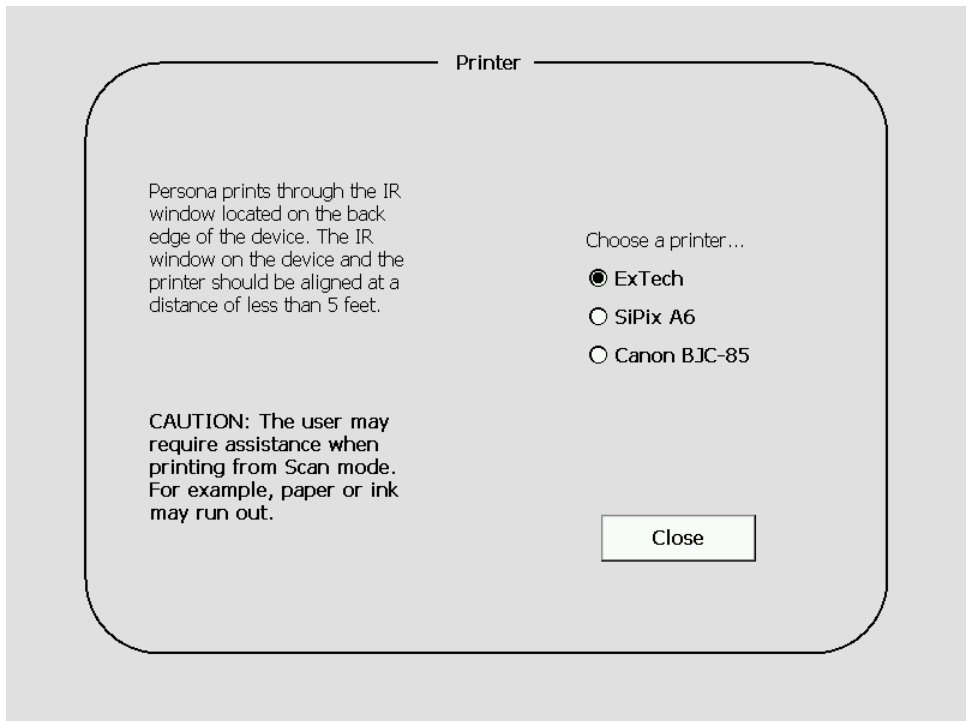 Printer
Persona prints through the IR
window located on the back
edge of the device. The IR
window on the device and the
printer should be aligned at a
distance of less than 5 feet.
CAUTION: The user may
require assistance when
printing from Scan mode.
For example, paper or ink
may run out.
Choose a printer...
ExTech
SiPix A6
Canon BJC-85
Close